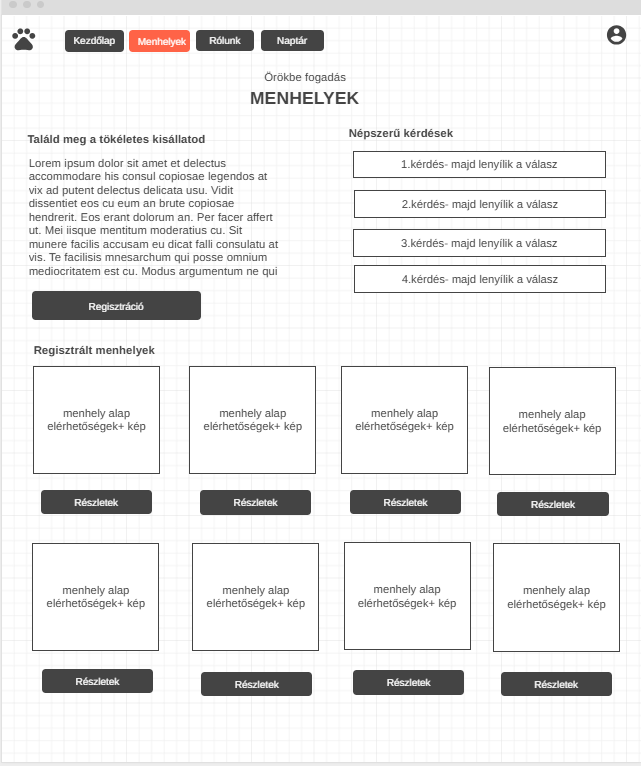 Kezdőlap
Menhelyek
Rólunk
Naptár
Örökbe fogadás
MENHELYEK
Találd meg a tökéletes kisállatod
Lorem ipsum dolor sit amet et delectus
accommodare his consul copiosae legendos at
vix ad putent delectus delicata usu. Vidit
dissentiet eos cu eum an brute copiosae
hendrerit. Eos erant dolorum an. Per facer affert
ut. Mei iisque mentitum moderatius cu. Sit
munere facilis accusam eu dicat falli consulatu at
vis. Te facilisis mnesarchum qui posse omnium
mediocritatem est cu. Modus argumentum ne qui
Regisztráció
Népszerű kérdések
1.kérdés- majd lenyílik a válasz
2.kérdés- majd lenyílik a válasz
3.kérdés- majd lenyílik a válasz
4.kérdés- majd lenyílik a válasz
Registrált menhelyek
menhely alap
elérhetőségek+ kép
menhely alap
elérhetőségek+ kép
menhely alap
elérhetőségek+ kép
menhely alap
elérhetőségek+ kép
Részletek
Részletek
Részletek
Részletek
menhely alap
elérhetőségek+ kép
menhely alap
elérhetőségek+ kép
menhely alap
elérhetőségek+ kép
menhely alap
elérhetőségek+ kép
Részletek
Részletek
Részletek
Részletek